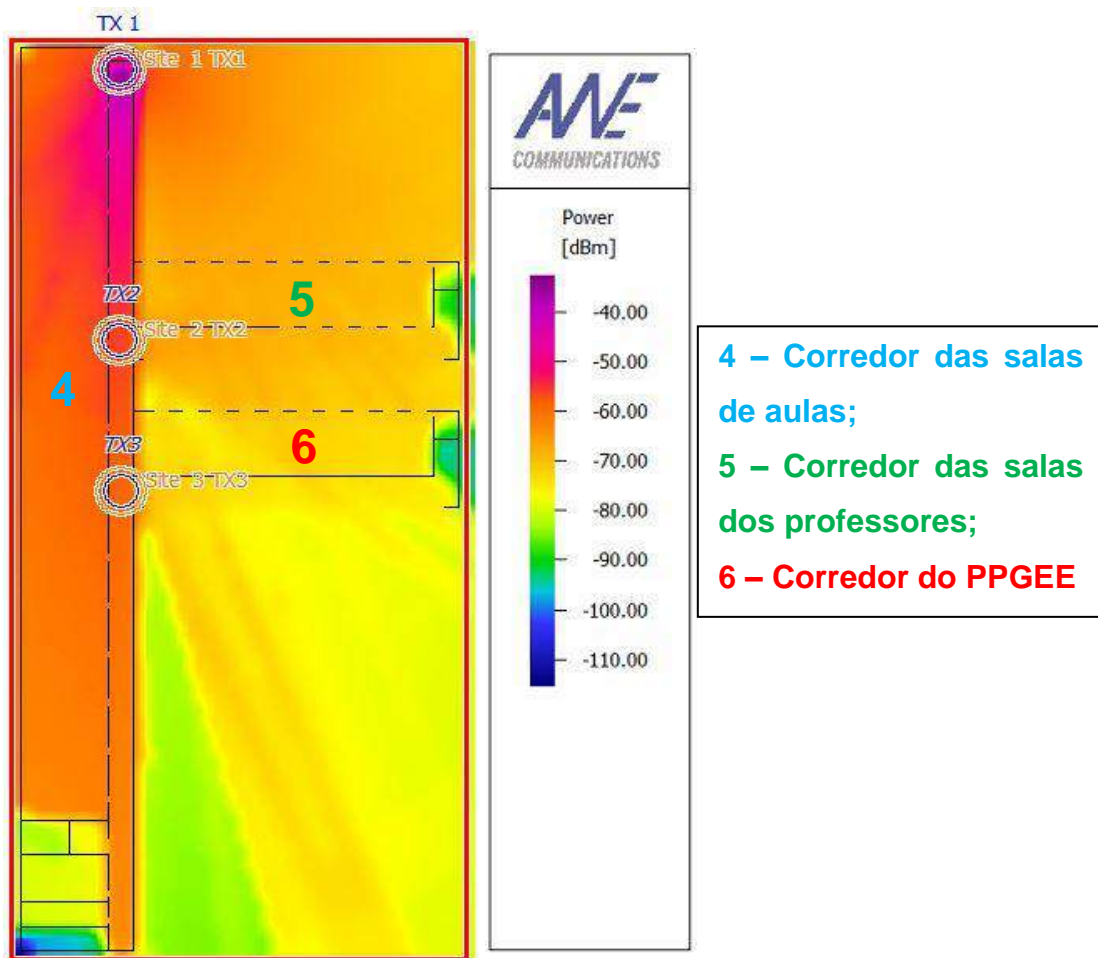 TX 1
Site 1 TX1
TX2
Site 2 TX2
5
4
TX3
Site 3 TX3
6
AWE
COMMUNICATIONS
Power
[dBm]
-40.00
-50.00
-60.00
-70.00
-80.00
-90.00
-100.00
-110.00
4 – Corredor das salas
de aulas;
5 – Corredor das salas
dos professores;
6 – Corredor do PPGEE